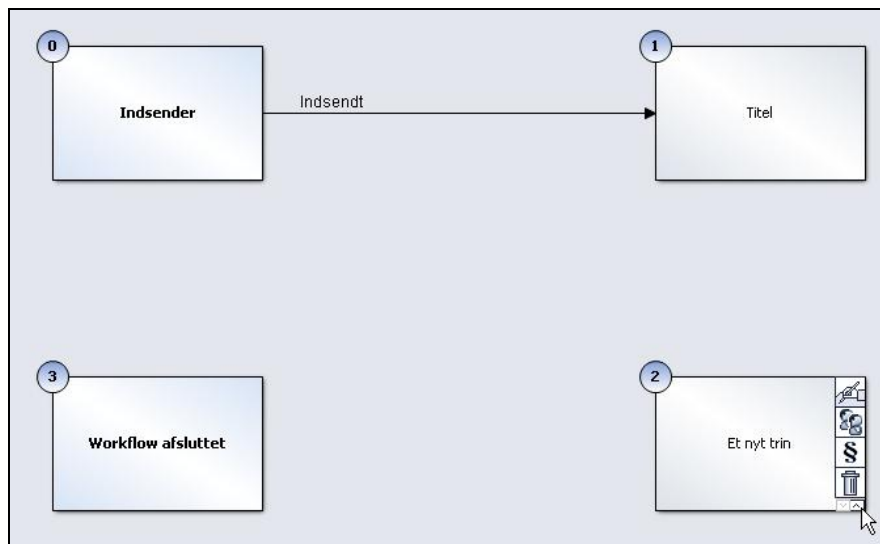 0
1
Indsender
Indsendt
Titel
3
2
Workflow afsluttet
Et nyt trin
§